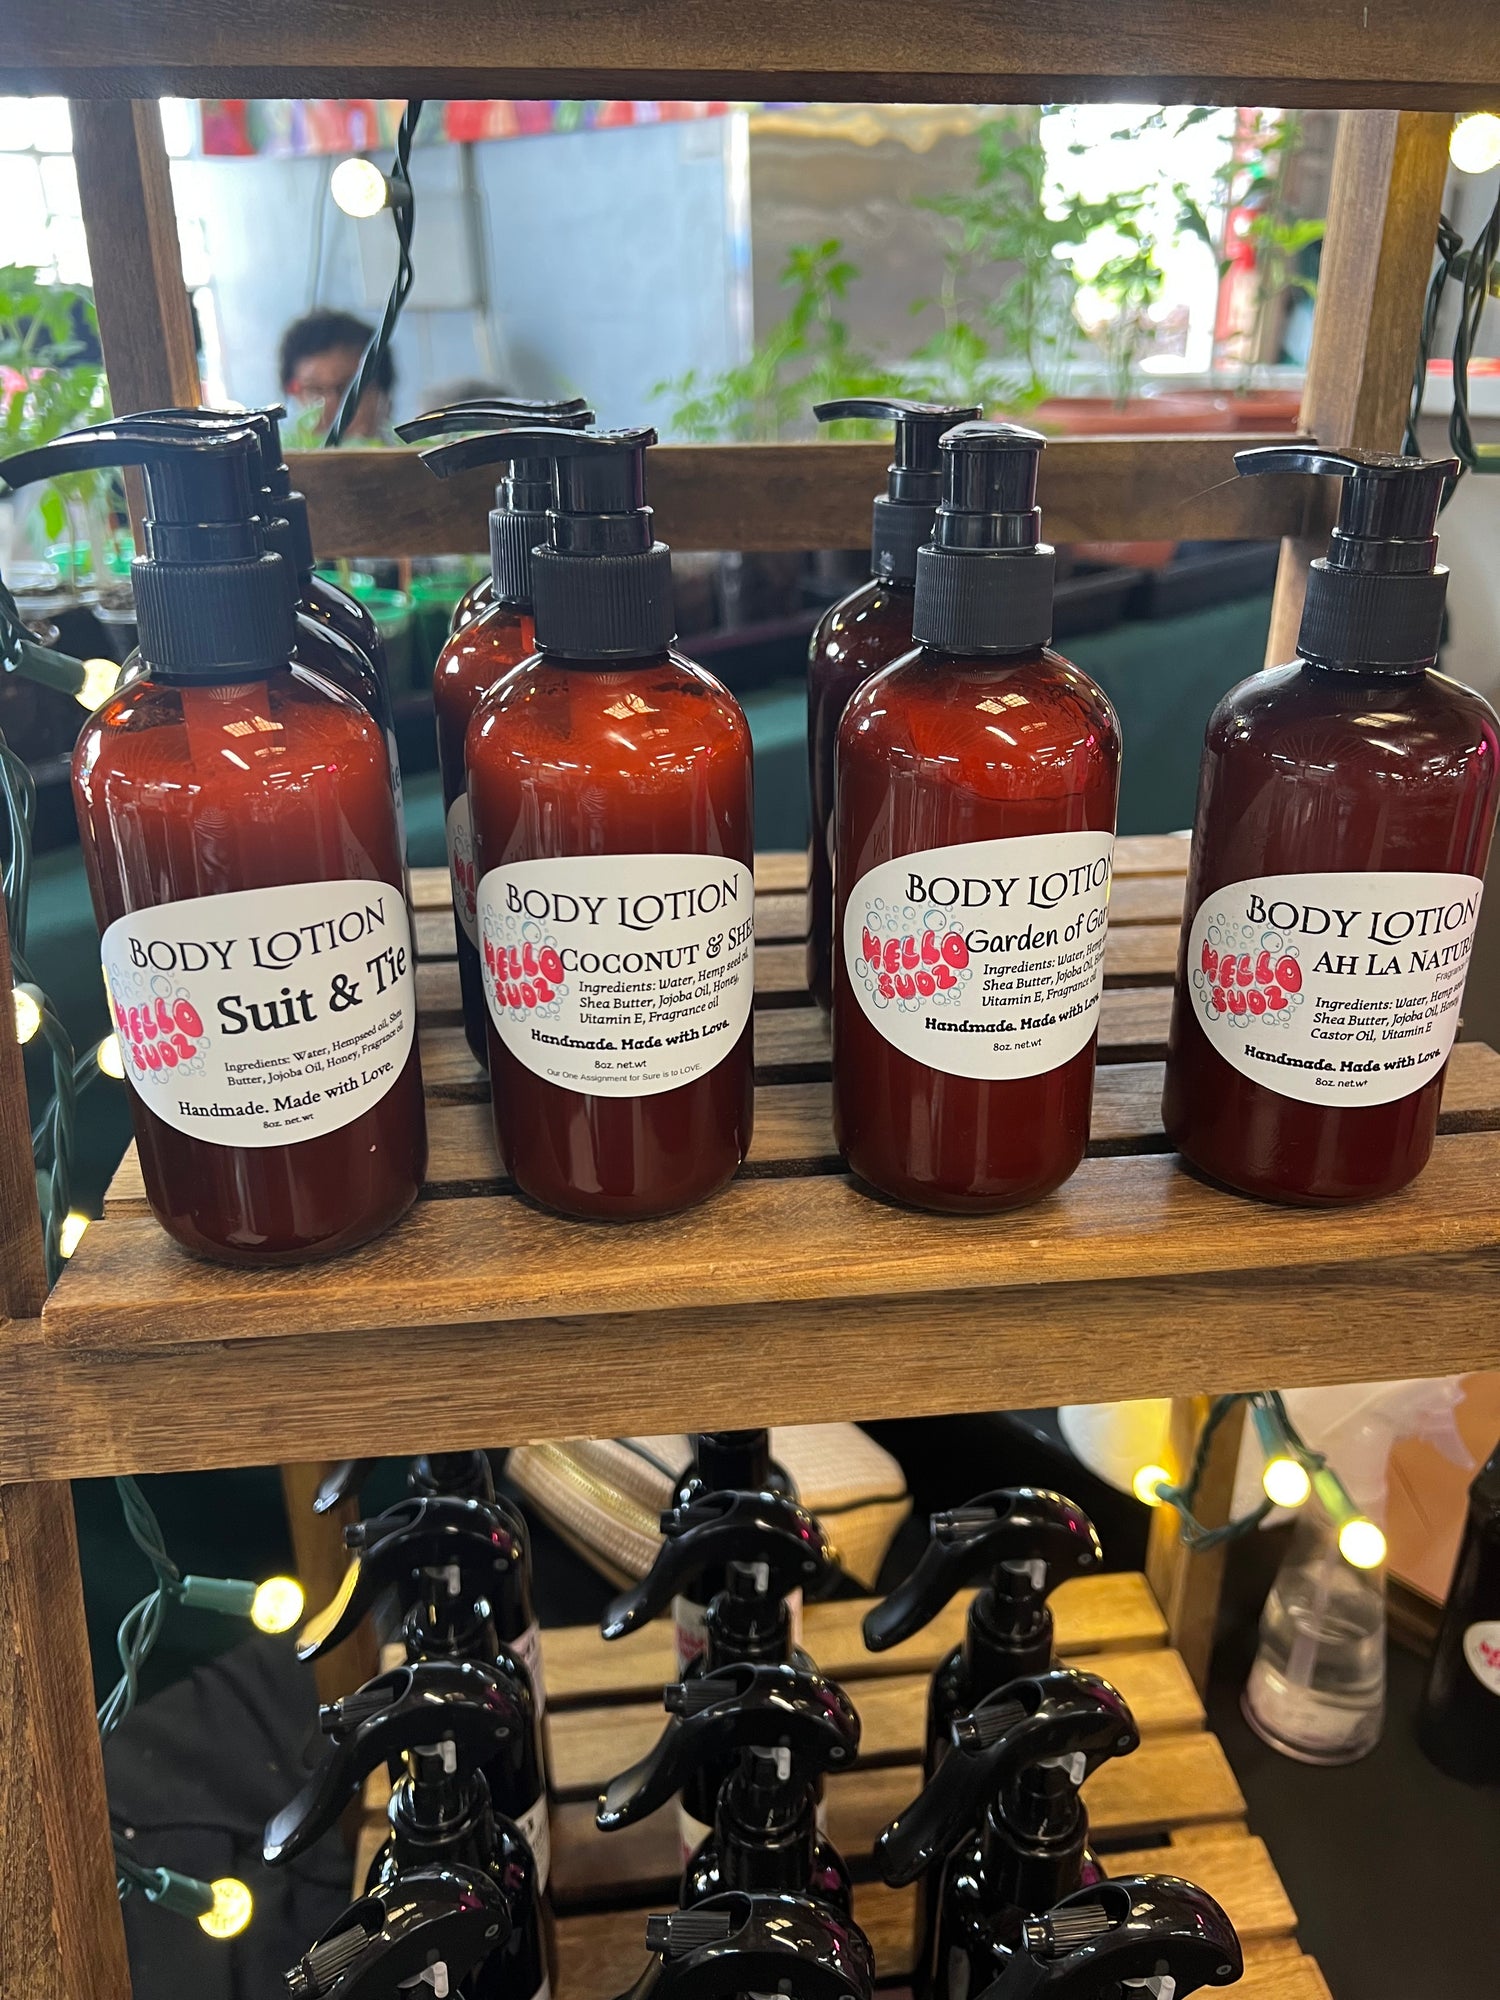 BODY LOTION
Suit & Tie
HELLO
SUDZ
Ingredients: Water, Hempseed oil, Shea
Butter, Jojoba Oil, Honey, Fragrance oil
Handmade. Made with Love.
8oz. net.wt
BODY LOTION
COCONUT & SHEA
HELLO
SUDZ
Ingredients: Water, Hemp seed oil,
Shea Butter, Jojoba Oil, Honey,
Vitamin E, Fragrance oil
Handmade. Made with Love.
8oz. net.wt
Our One Assignment for Sure is to LOVE.
BODY LOTION
Garden of
HELLO
SUDZ
Ingredients: Water, Hemp
Shea Butter, Jojoba Oil,
Vitamin E, Fragrance oil
Handmade. Made with Love.
8oz. net.wt
BODY LOTION
AH LA NATURE
HELLO
SUDZ
Ingredients: Water, Hemp
Shea Butter, Jojoba Oil,
Castor Oil, Vitamin E
Handmade. Made with Love.
8oz. net.wt